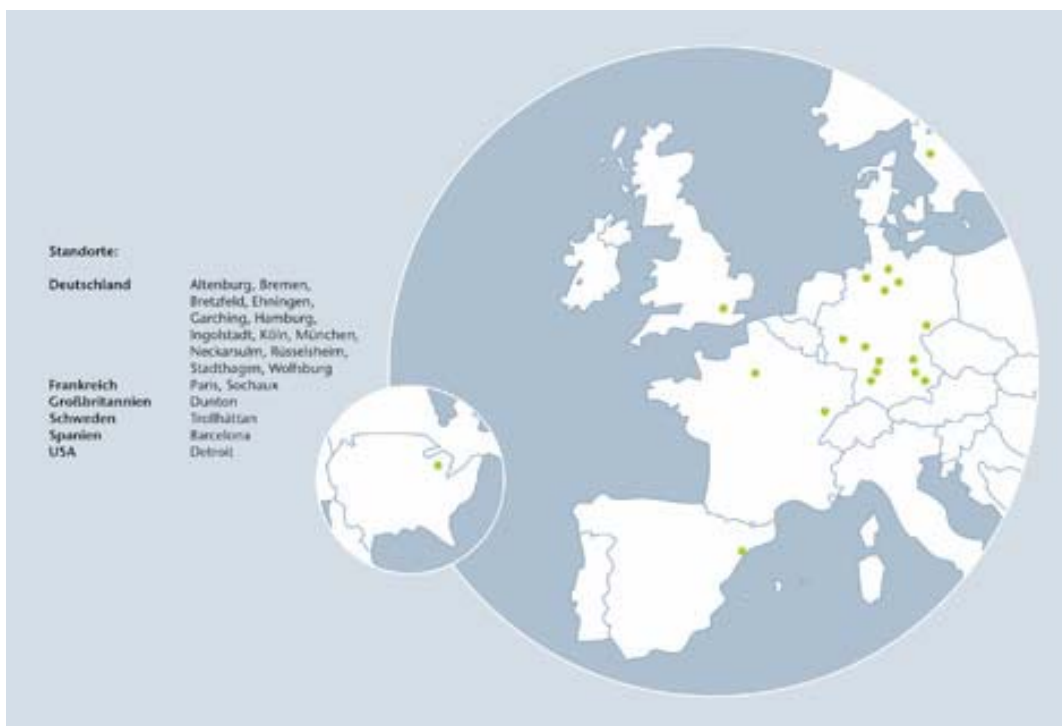 Standorte:
Deutschland Altenburg, Bremen,
Bretzfeld, Ehningen,
Garching, Hamburg,
Ingolstadt, Köln, München,
Neckarsulm, Rüsselsheim,
Stadthagen, Wolfsburg
Frankreich Paris, Sochaux
Großbritannien Dunton
Schweden Trollhättan
Spanien Barcelona
USA Detroit